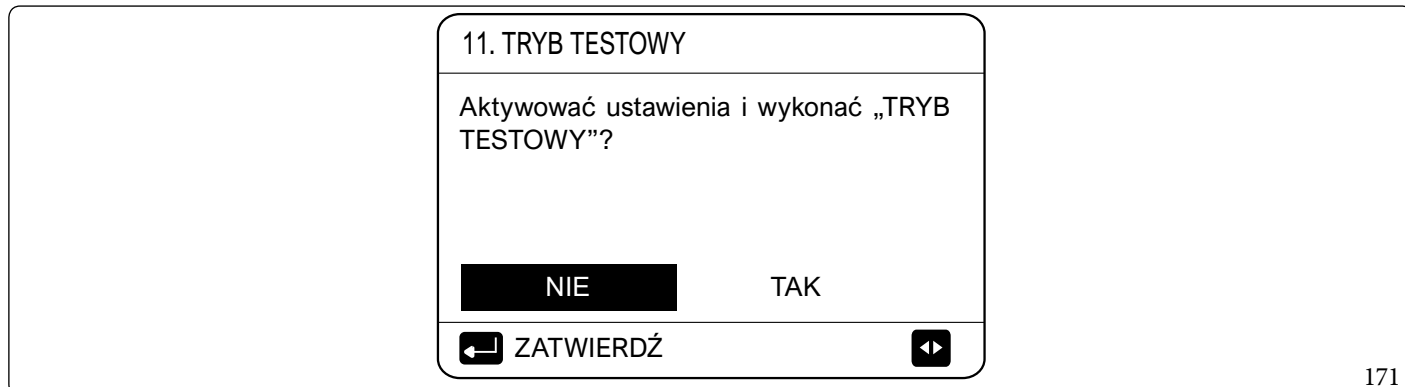 11. TRYB TESTOWY
Aktywować ustawienia i wykonać „TRYB
TESTOWY”?
NIE TAK
ZATWIERDŹ
171